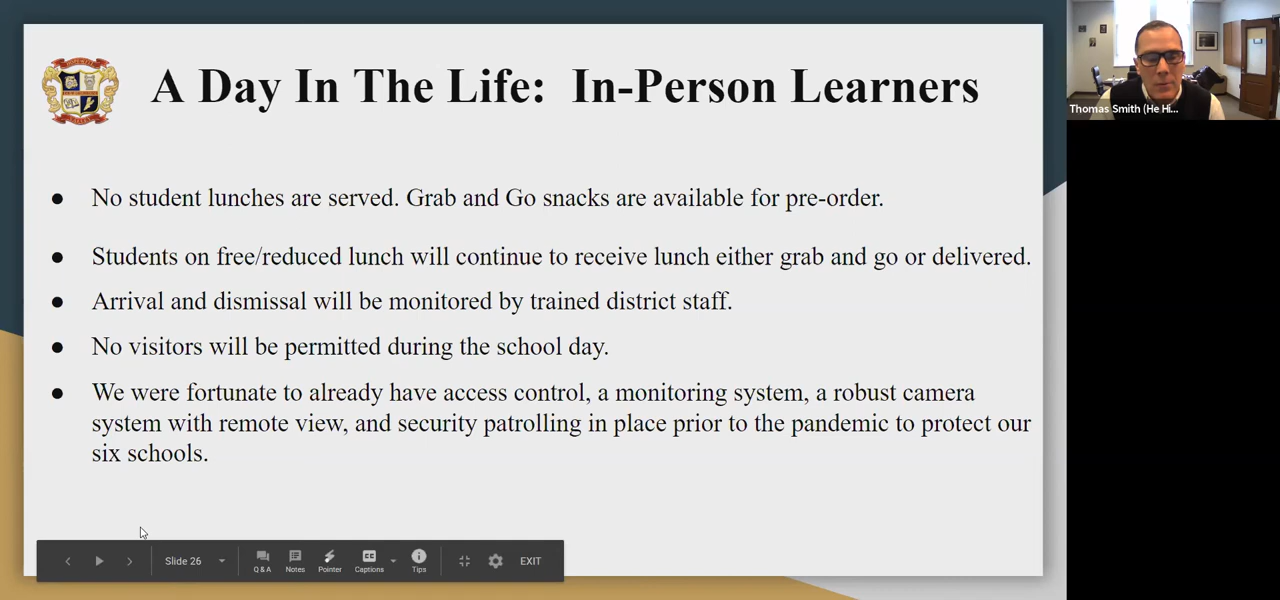 A Day In The Life: In-Person Learners
Thomas Smith (He Hi...
● No student lunches are served. Grab and Go snacks are available for pre-order.
● Students on free/reduced lunch will continue to receive lunch either grab and go or delivered.
● Arrival and dismissal will be monitored by trained district staff.
● No visitors will be permitted during the school day.
● We were fortunate to already have access control, a monitoring system, a robust camera
system with remote view, and security patrolling in place prior to the pandemic to protect our
six schools.
Slide 26
Q & A
Notes
Pointer
CC
Captions
Tips
EXIT